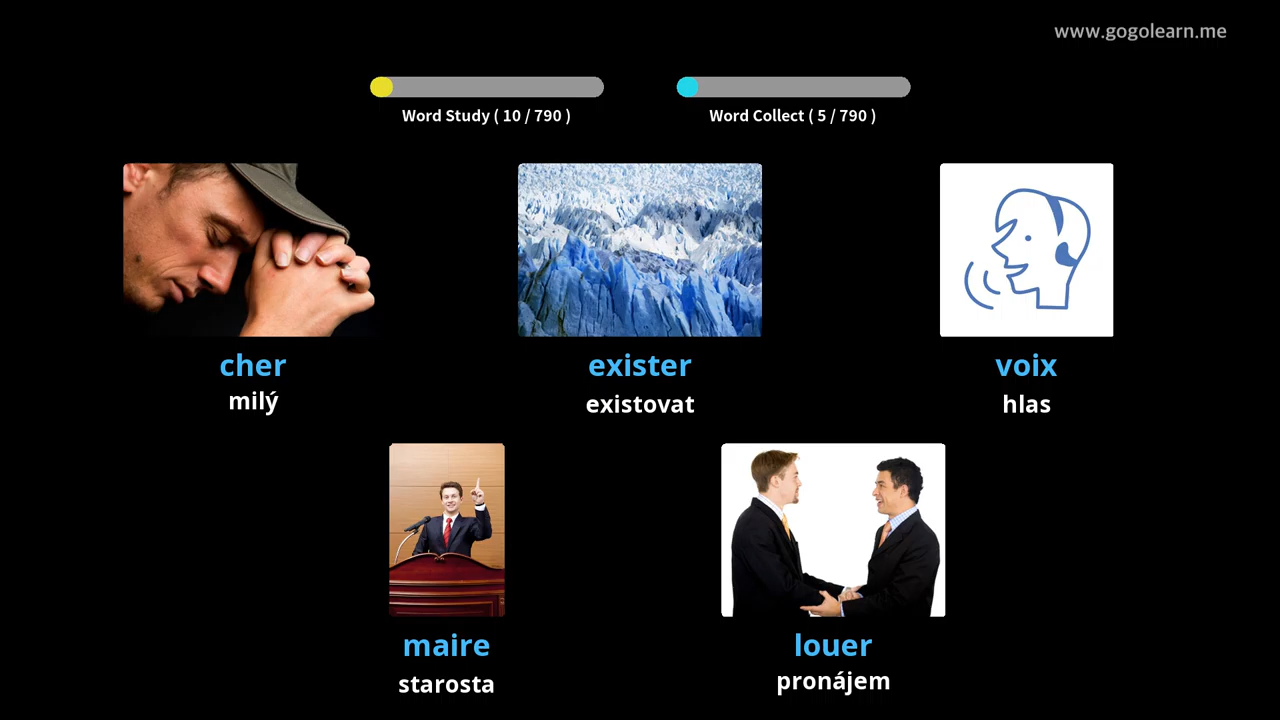 www.gogolearn.me
Word Study ( 10 / 790 )
Word Collect ( 5 / 790 )
cher
milý
exister
existovat
voix
hlas
maire
starosta
louer
pronájem